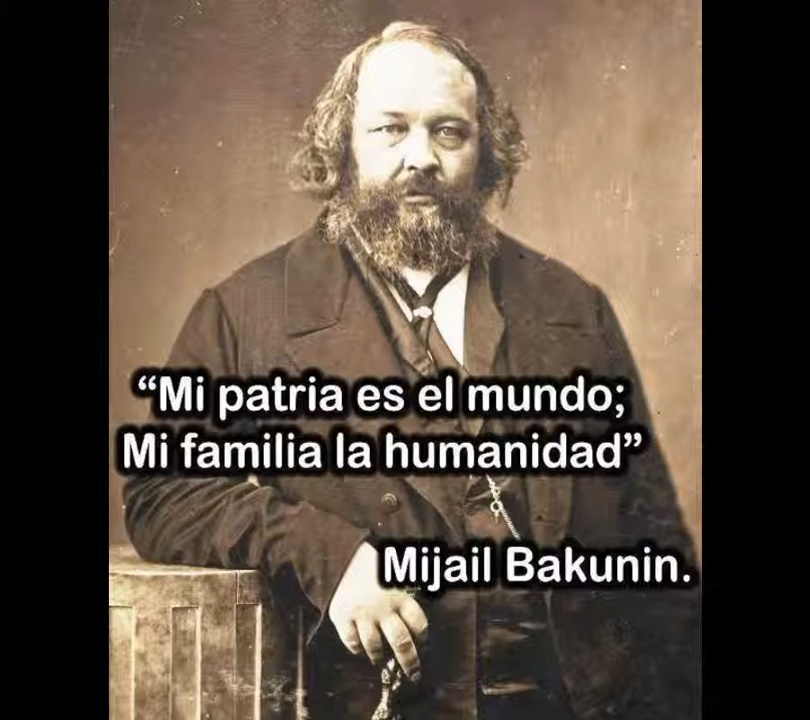 “Mi patria es el mundo;
Mi familia la humanidad”
Mijail Bakunin.